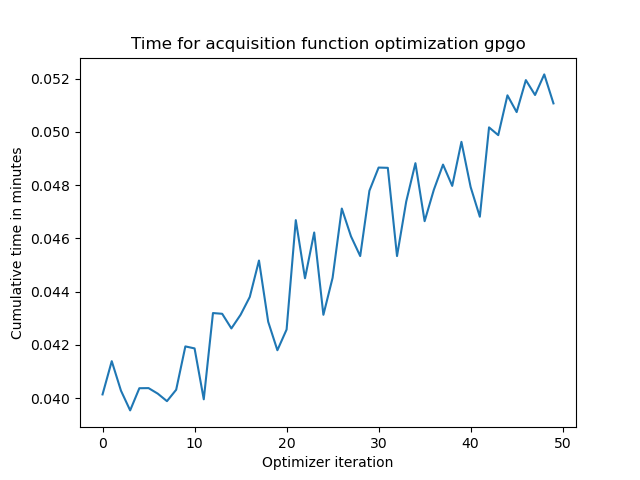 Time for acquisition function optimization gpgo
Cumulative time in minutes
0.052
0.050
0.048
0.046
0.044
0.042
0.040
0 10 20 30 40 50
Optimizer iteration